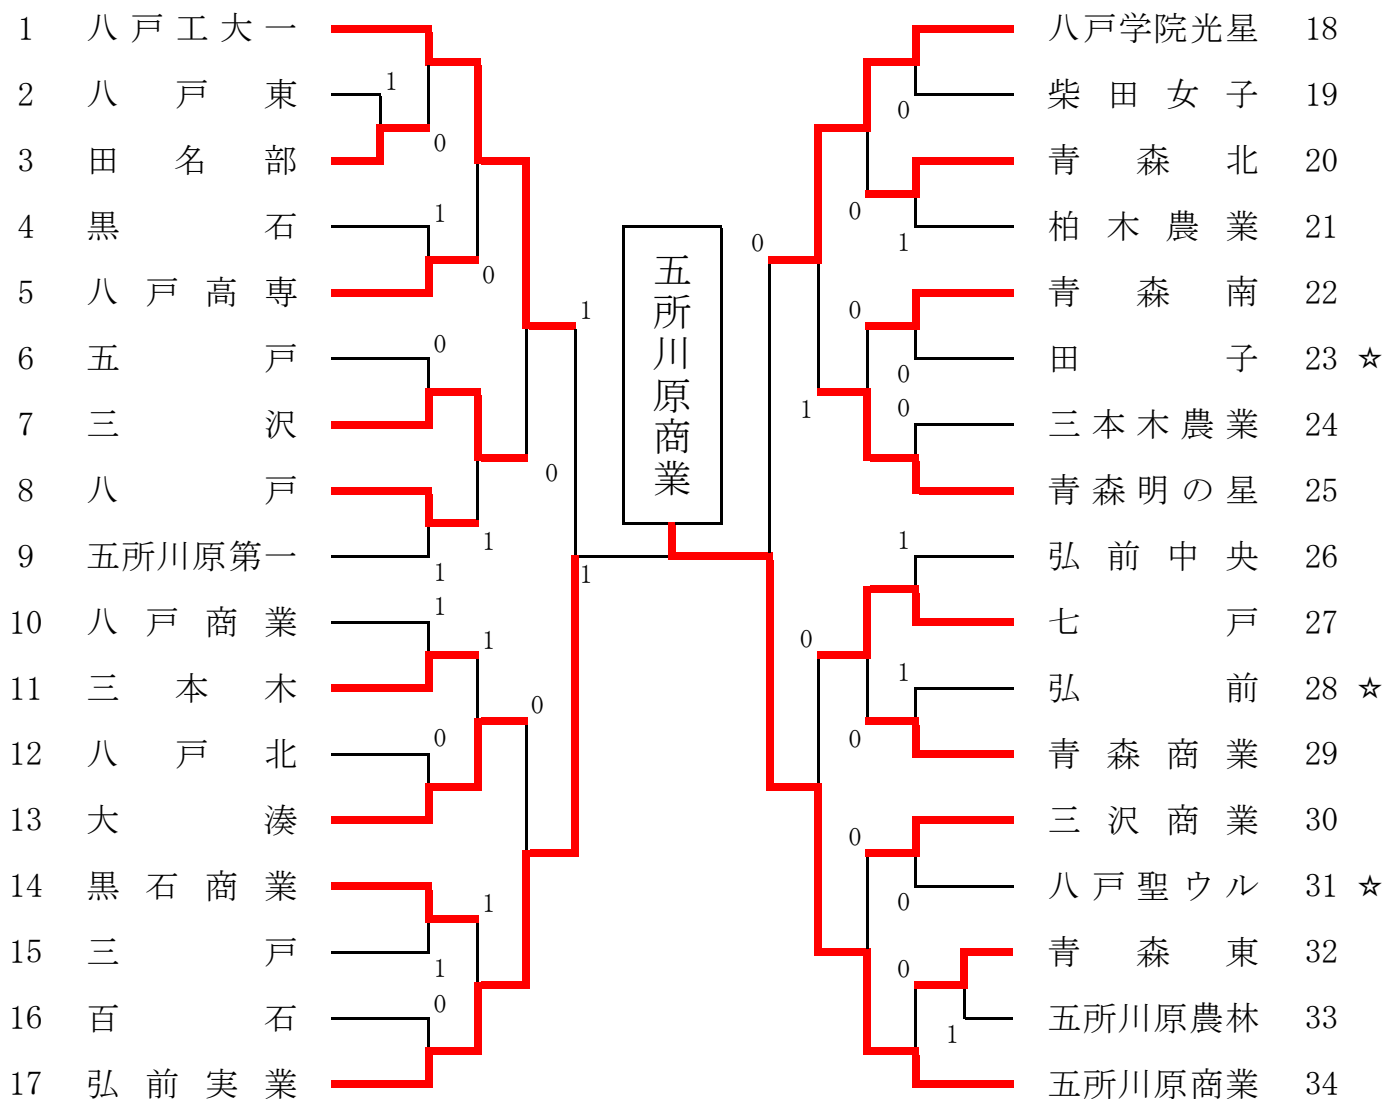 1 八戸工大一
2 八戸東
3 田名部
4 黒石
5 八戸高専
6 五戸
7 三沢
8 八戸
9 五所川原第一
10 八戸商業
11 三本木
12 八戸北
13 大湊
14 黒石商業
15 三戸
16 百石
17 弘前実業
1
0
1
0
0
1
0
1
1
1
1
0
0
1
1
0
1
五所川原商業
0
0
0
1
0
0
0
1
1
0
1
0
0
0
0
1
八戸学院光星 18
柴田女子 19
青森北 20
柏木農業 21
青森南 22
田子 23 ☆
三本木農業 24
青森明の星 25
弘前中央 26
七戸 27
弘前 28 ☆
青森商業 29
三沢商業 30
八戸聖ウル 31 ☆
青森東 32
五所川原農林 33
五所川原商業 34